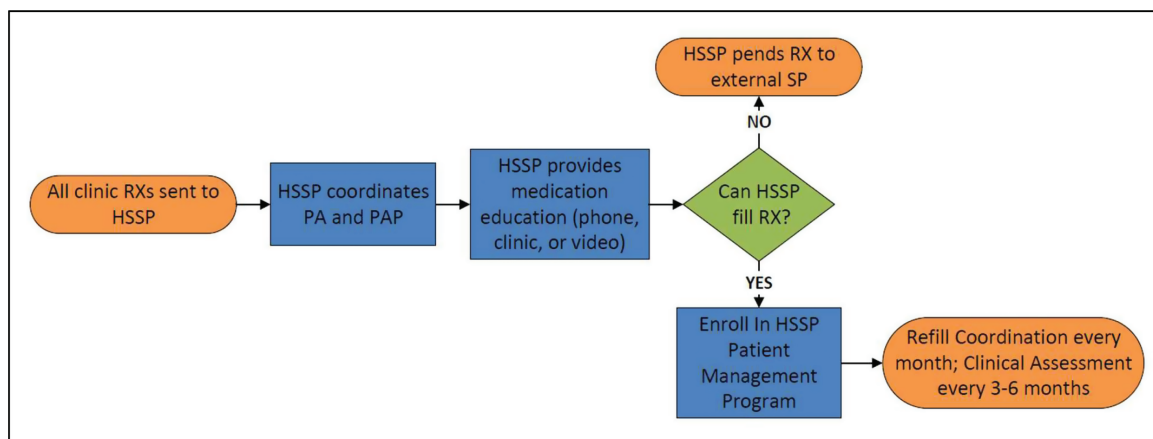 All clinic RXs sent to
HSSP
HSSP coordinates
PA and PAP
HSSP provides
medication
education (phone,
clinic, or video)
Can HSSP
fill RX?
NO
HSSP pends RX to
external SP
YES
Enroll In HSSP
Patient
Management
Program
Refill Coordination every
month; Clinical Assessment
every 3-6 months